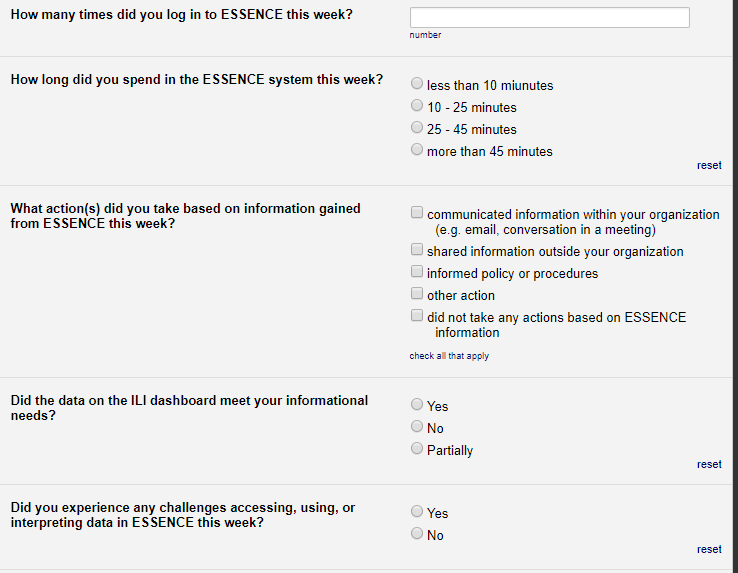 How many times did you log in to ESSENCE this week?
number
How long did you spend in the ESSENCE system this week?
less than 10 miunutes
10 - 25 minutes
25 - 45 minutes
more than 45 minutes
reset
What action(s) did you take based on information gained
from ESSENCE this week?
communicated information within your organization
(e.g. email, conversation in a meeting)
shared information outside your organization
informed policy or procedures
other action
did not take any actions based on ESSENCE
information
check all that apply
Did the data on the ILI dashboard meet your informational
needs?
Yes
No
Partially
reset
Did you experience any challenges accessing, using, or
interpreting data in ESSENCE this week?
Yes
No
reset